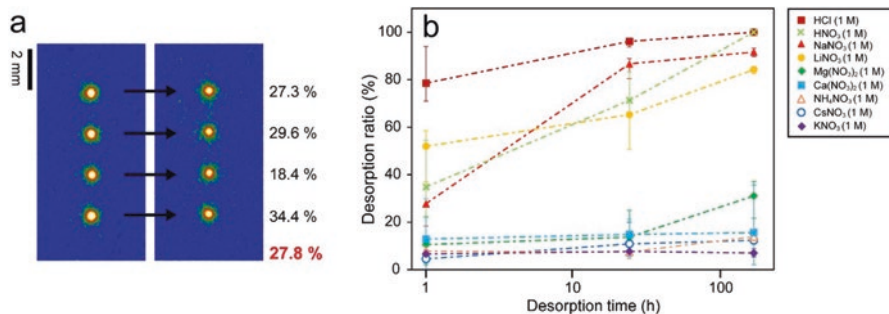 a
2 mm
27.3 %
29.6 %
18.4 %
34.4 %
27.8 %
b
Desorption ratio (%)
100
80
60
40
20
0
1
10
100
Desorption time (h)
HCl (1 M)
HNO₃ (1 M)
NaNO₃ (1 M)
LiNO₃ (1 M)
Mg(NO₃)₂ (1 M)
Ca(NO₃)₂ (1 M)
NH₄NO₃ (1 M)
CsNO₃ (1 M)
KNO₃ (1 M)